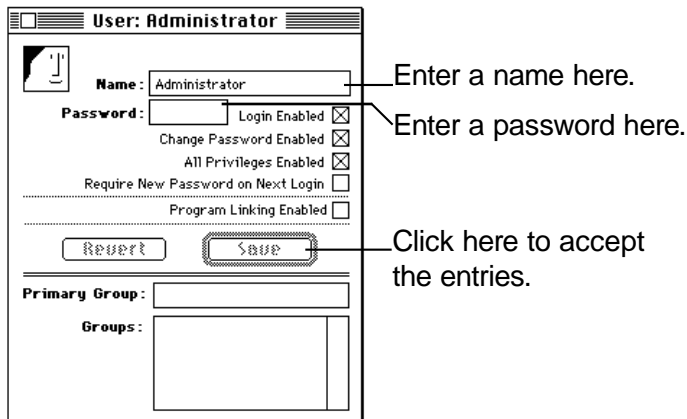 User: Administrator
Name: Administrator
Enter a name here.
Password:
Login Enabled
Enter a password here.
Change Password Enabled
All Privileges Enabled
Require New Password on Next Login
Program Linking Enabled
Revert
Save
Click here to accept
the entries.
Primary Group:
Groups: